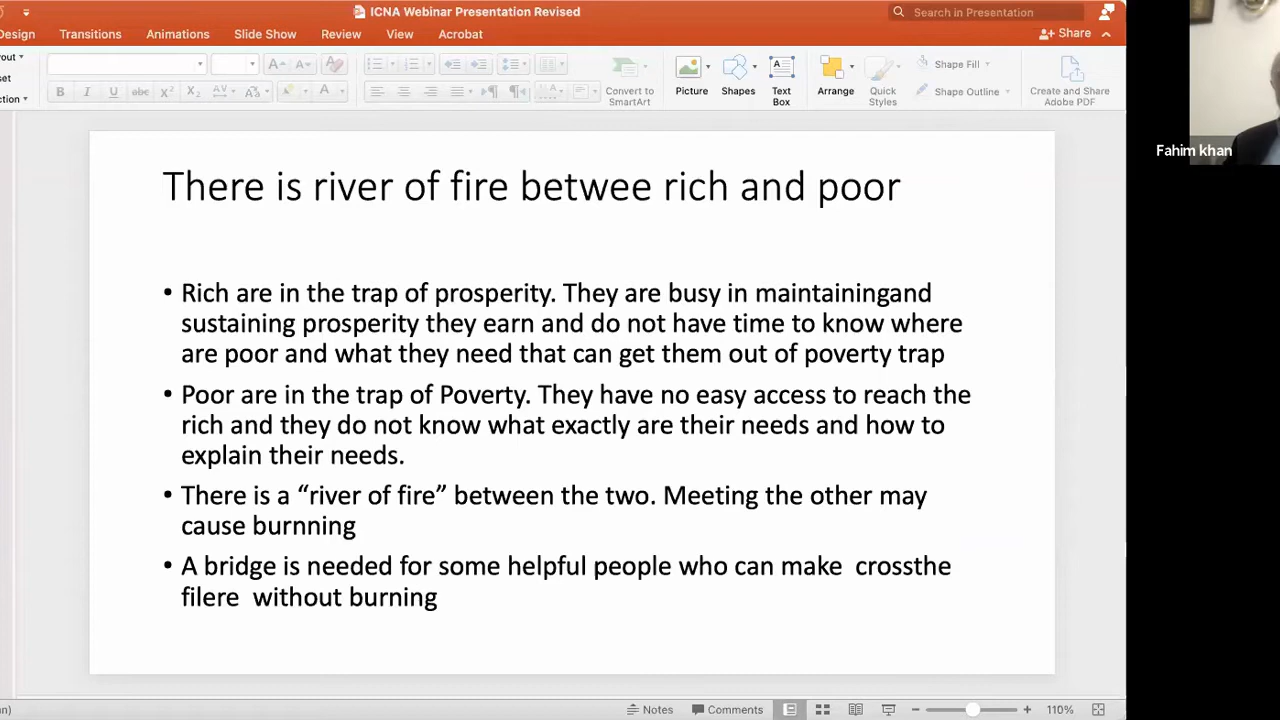 ICNA Webinar Presentation Revised
Search in Presentation
Design Transitions Animations Slide Show Review View Acrobat
Share
Convert to
SmartArt
Picture
Shapes
Text
Box
Arrange
Quick
Styles
Shape Fill
Shape Outline
Create and Share
Adobe PDF
Fahim khan
There is river of fire betwee rich and poor
• Rich are in the trap of prosperity. They are busy in maintainingand
sustaining prosperity they earn and do not have time to know where
are poor and what they need that can get them out of poverty trap
• Poor are in the trap of Poverty. They have no easy access to reach the
rich and they do not know what exactly are their needs and how to
explain their needs.
• There is a “river of fire” between the two. Meeting the other may
cause burnning
• A bridge is needed for some helpful people who can make  crossthe
filere  without burning
Notes
Comments
110%